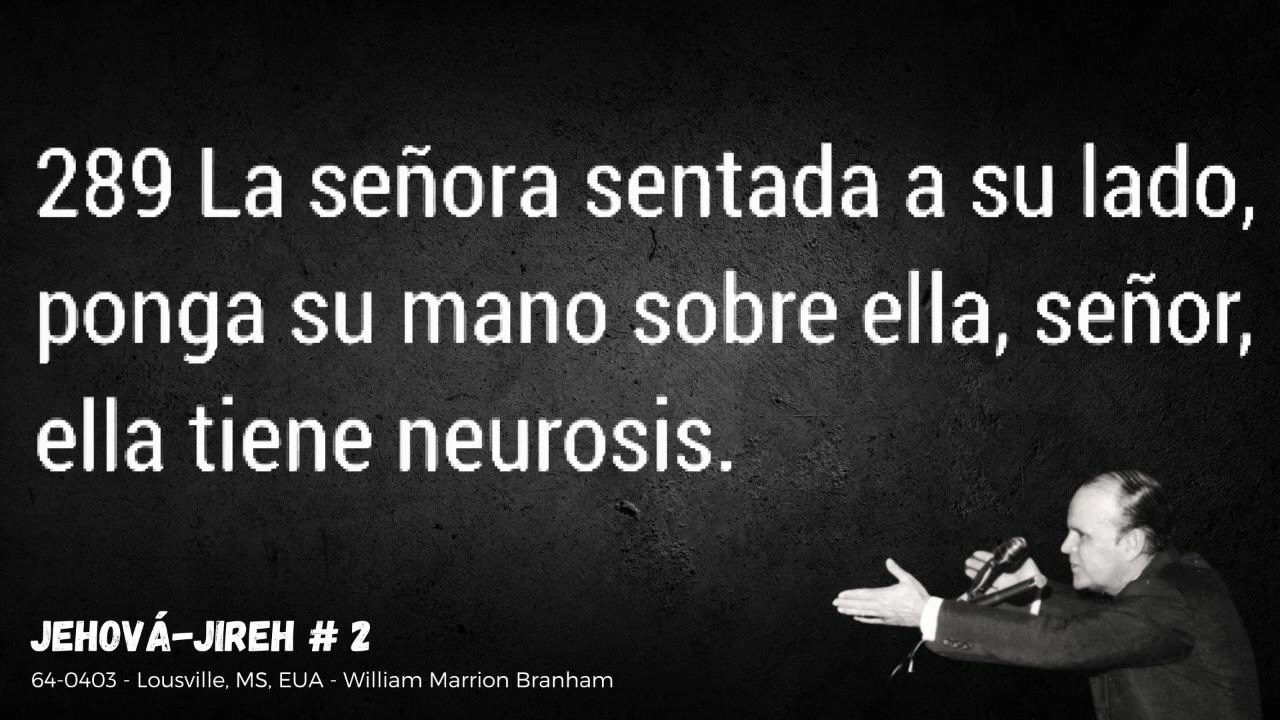 289 La señora sentada a su lado,
ponga su mano sobre ella, señor,
ella tiene neurosis.
JEHOVÁ-JIREH # 2
64-0403 - Lousville, MS, EUA - William Marrion Branham